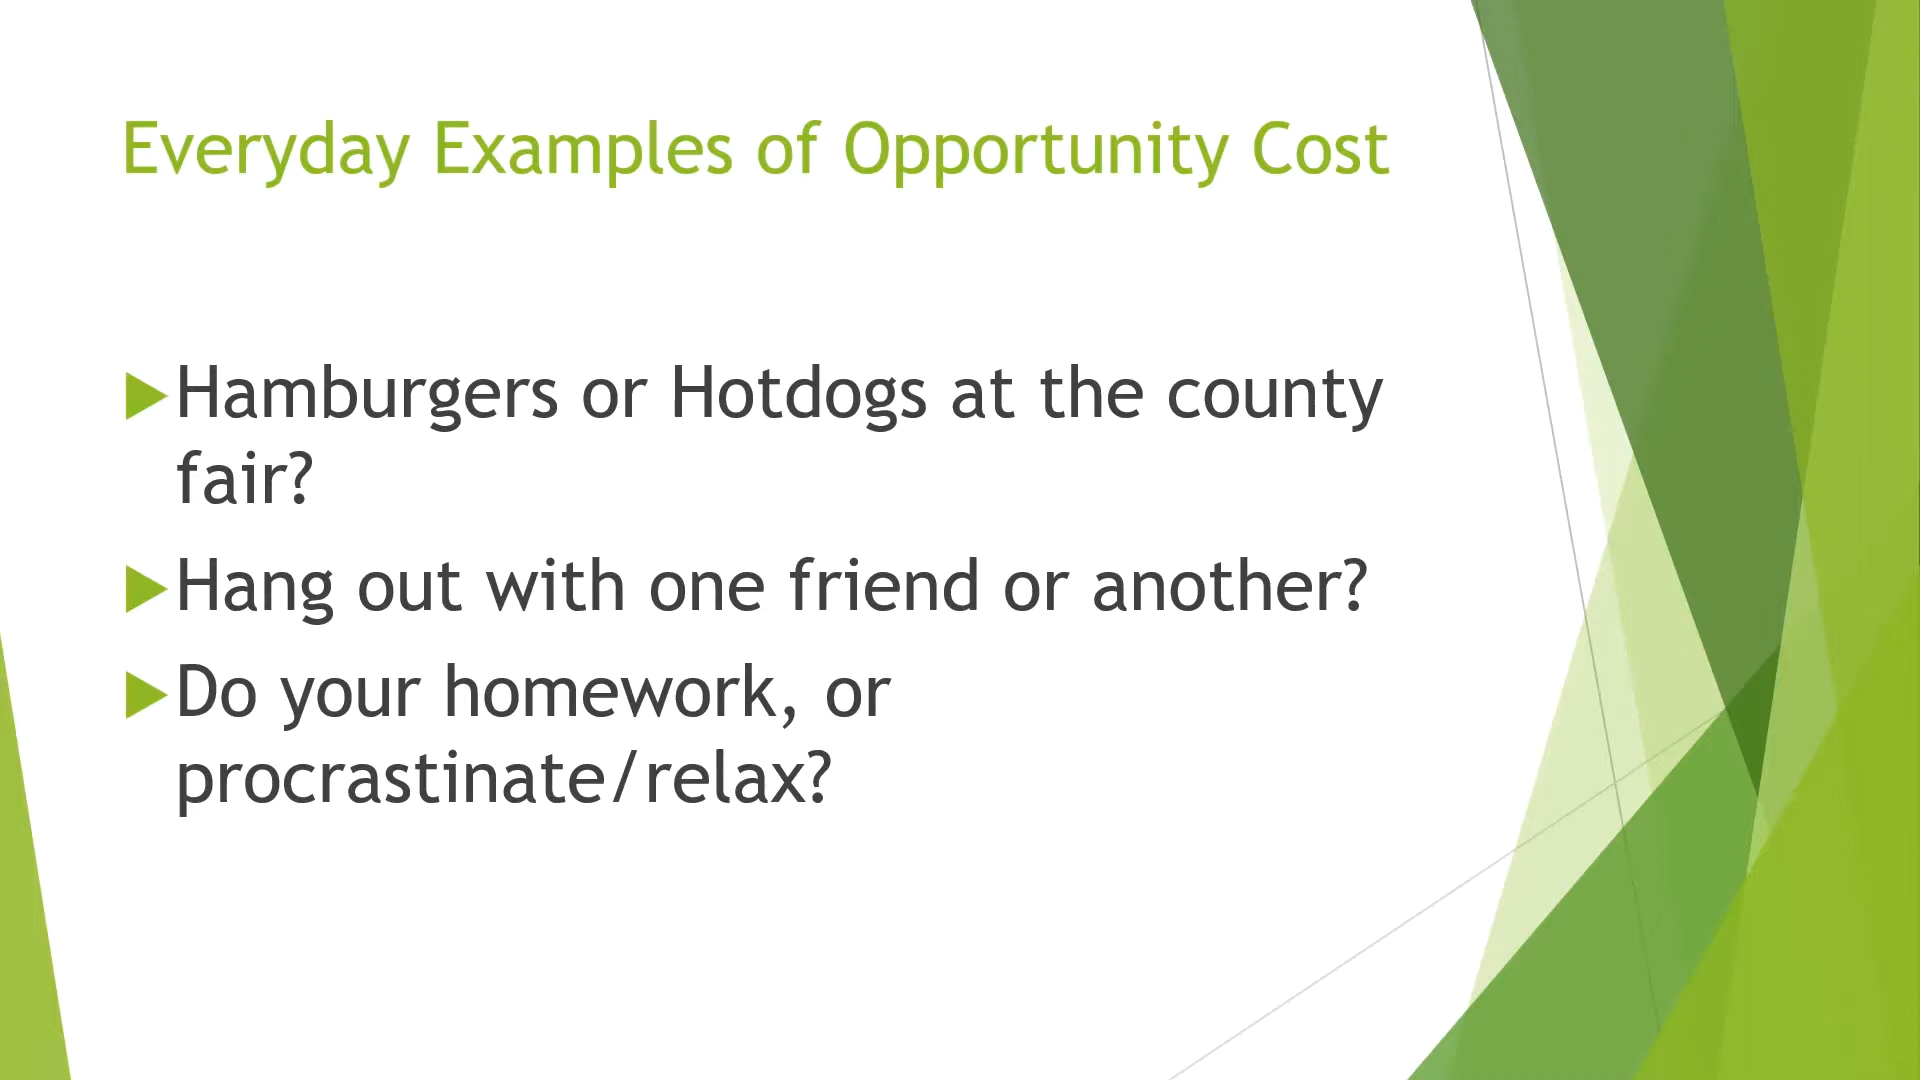 Everyday Examples of Opportunity Cost
Hamburgers or Hotdogs at the county
fair?
Hang out with one friend or another?
Do your homework, or
procrastinate/relax?